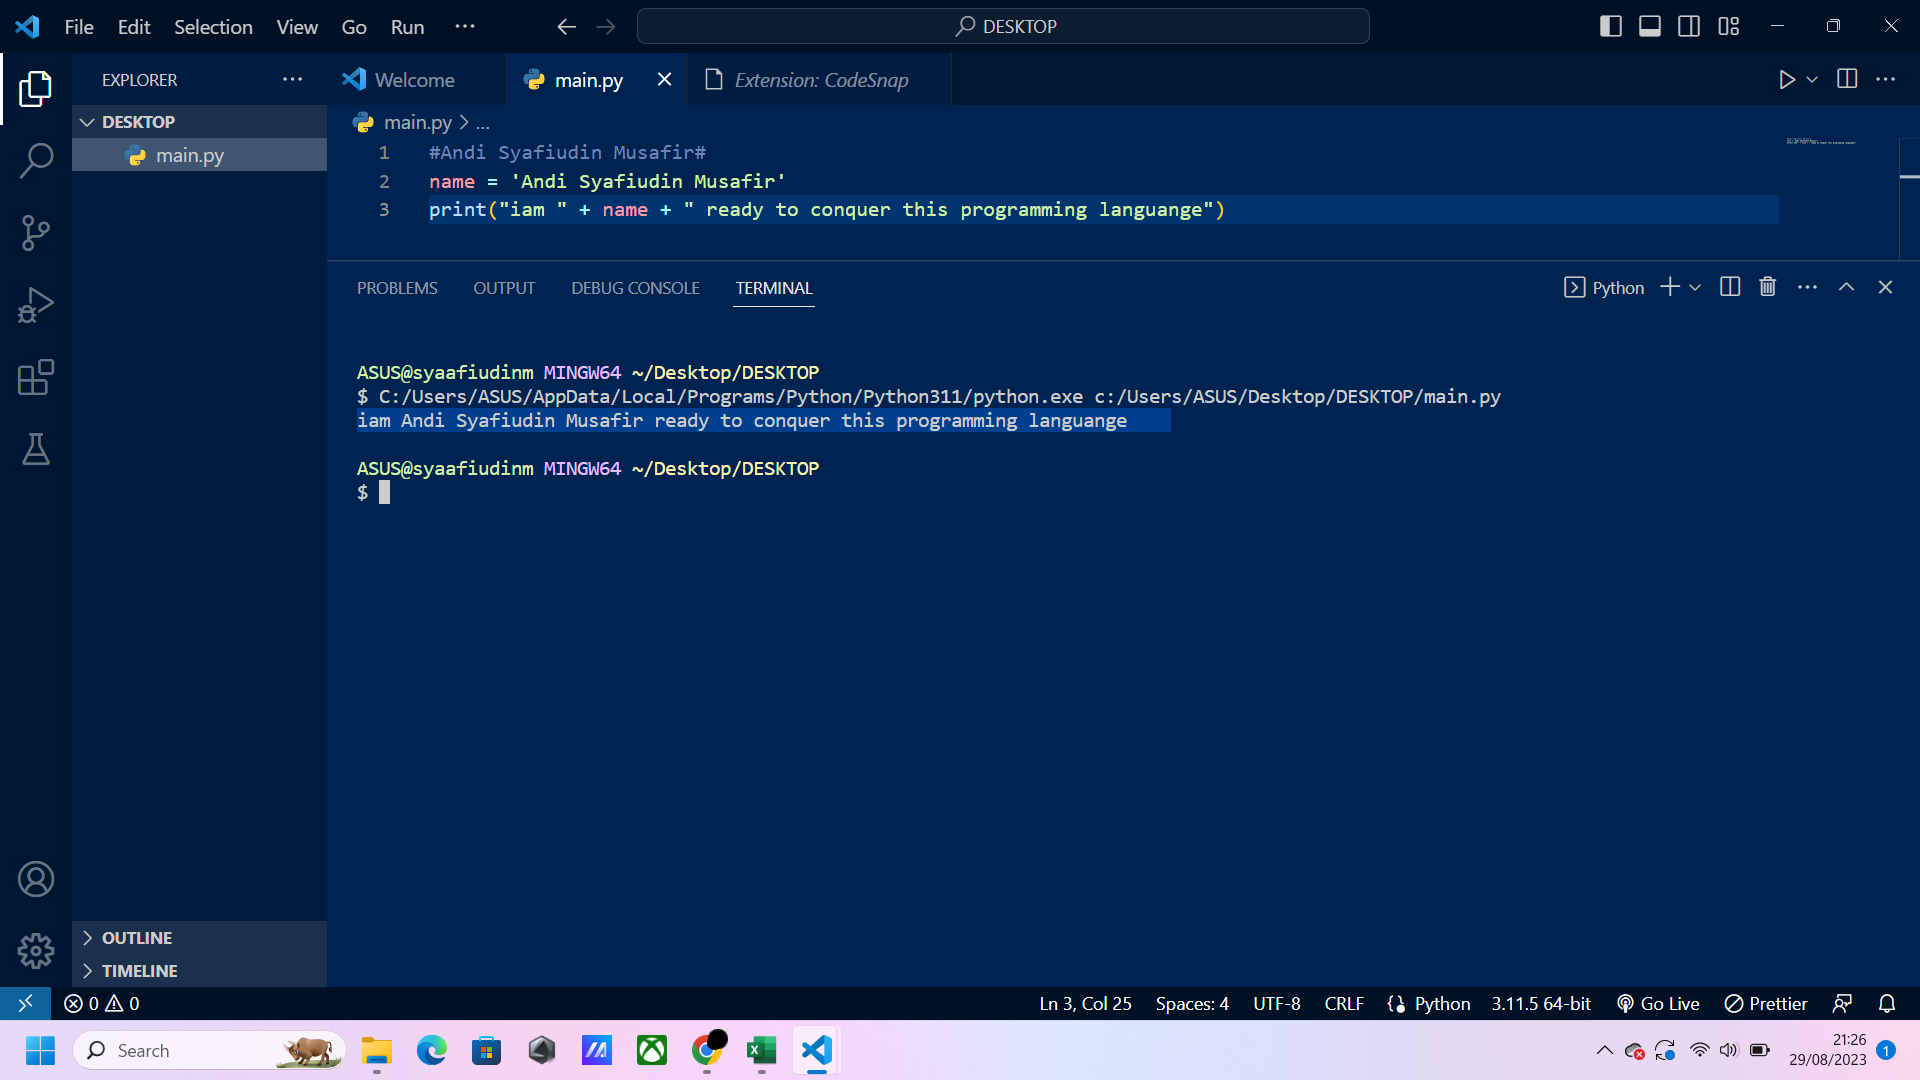 File Edit Selection View Go Run ··· DESKTOP
EXPLORER ···
Welcome main.py Extension: CodeSnap
DESKTOP
main.py
main.py > ...
1 #Andi Syafiudin Musafir#
2 name = 'Andi Syafiudin Musafir'
3 print("iam " + name + " ready to conquer this programming languange")
PROBLEMS OUTPUT DEBUG CONSOLE TERMINAL Python
ASUS@syaafiudinm MINGW64 ~/Desktop/DESKTOP
$ C:/Users/ASUS/AppData/Local/Programs/Python/Python311/python.exe c:/Users/ASUS/Desktop/DESKTOP/main.py
iam Andi Syafiudin Musafir ready to conquer this programming languange
ASUS@syaafiudinm MINGW64 ~/Desktop/DESKTOP
$
OUTLINE
TIMELINE
0 0 Ln 3, Col 25 Spaces: 4 UTF-8 CRLF Python 3.11.5 64-bit Go Live Prettier
Search
21:26
29/08/2023 1